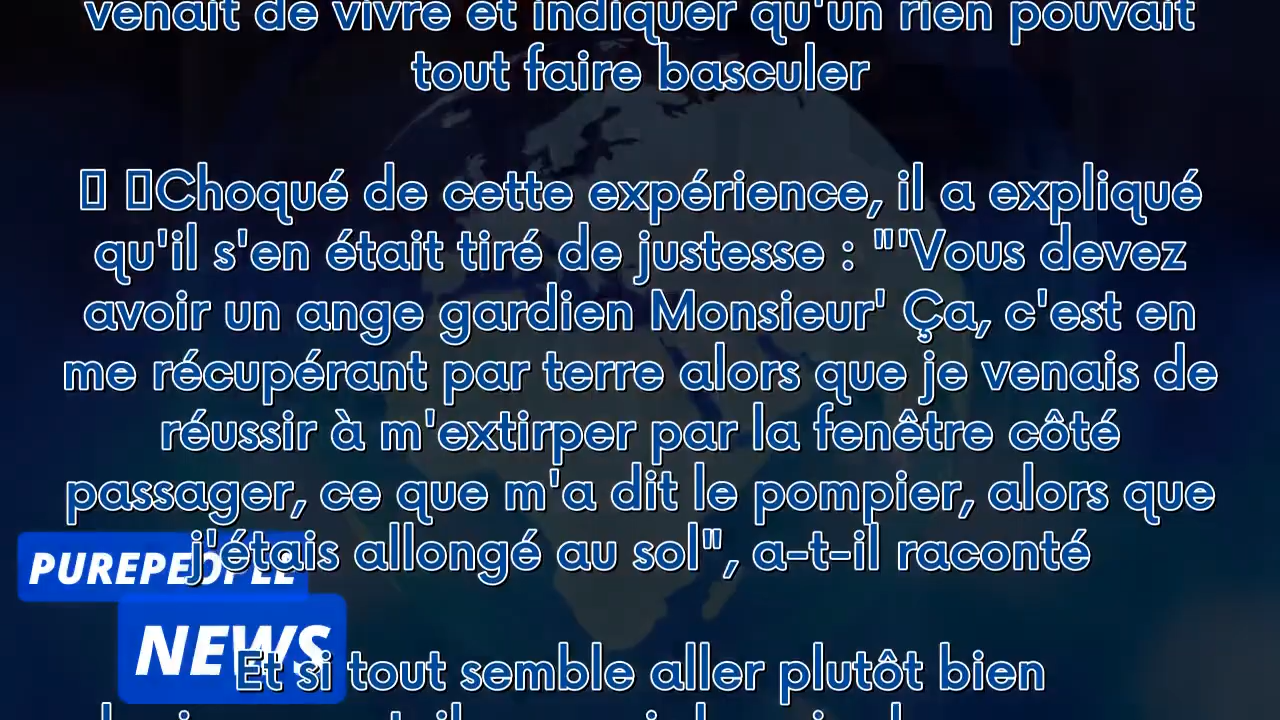 venait de vivre et indiquer qu'un rien pouvait
tout faire basculer
Choqué de cette expérience, il a expliqué
qu'il s'en était tiré de justesse : "'Vous devez
avoir un ange gardien Monsieur' Ça, c'est en
me récupérant par terre alors que je venais de
réussir à m'extirper par la fenêtre côté
passager, ce que m'a dit le pompier, alors que
j'étais allongé au sol", a-t-il raconté
PUREPEOPLE
NEWS
Et si tout semble aller plutôt bien